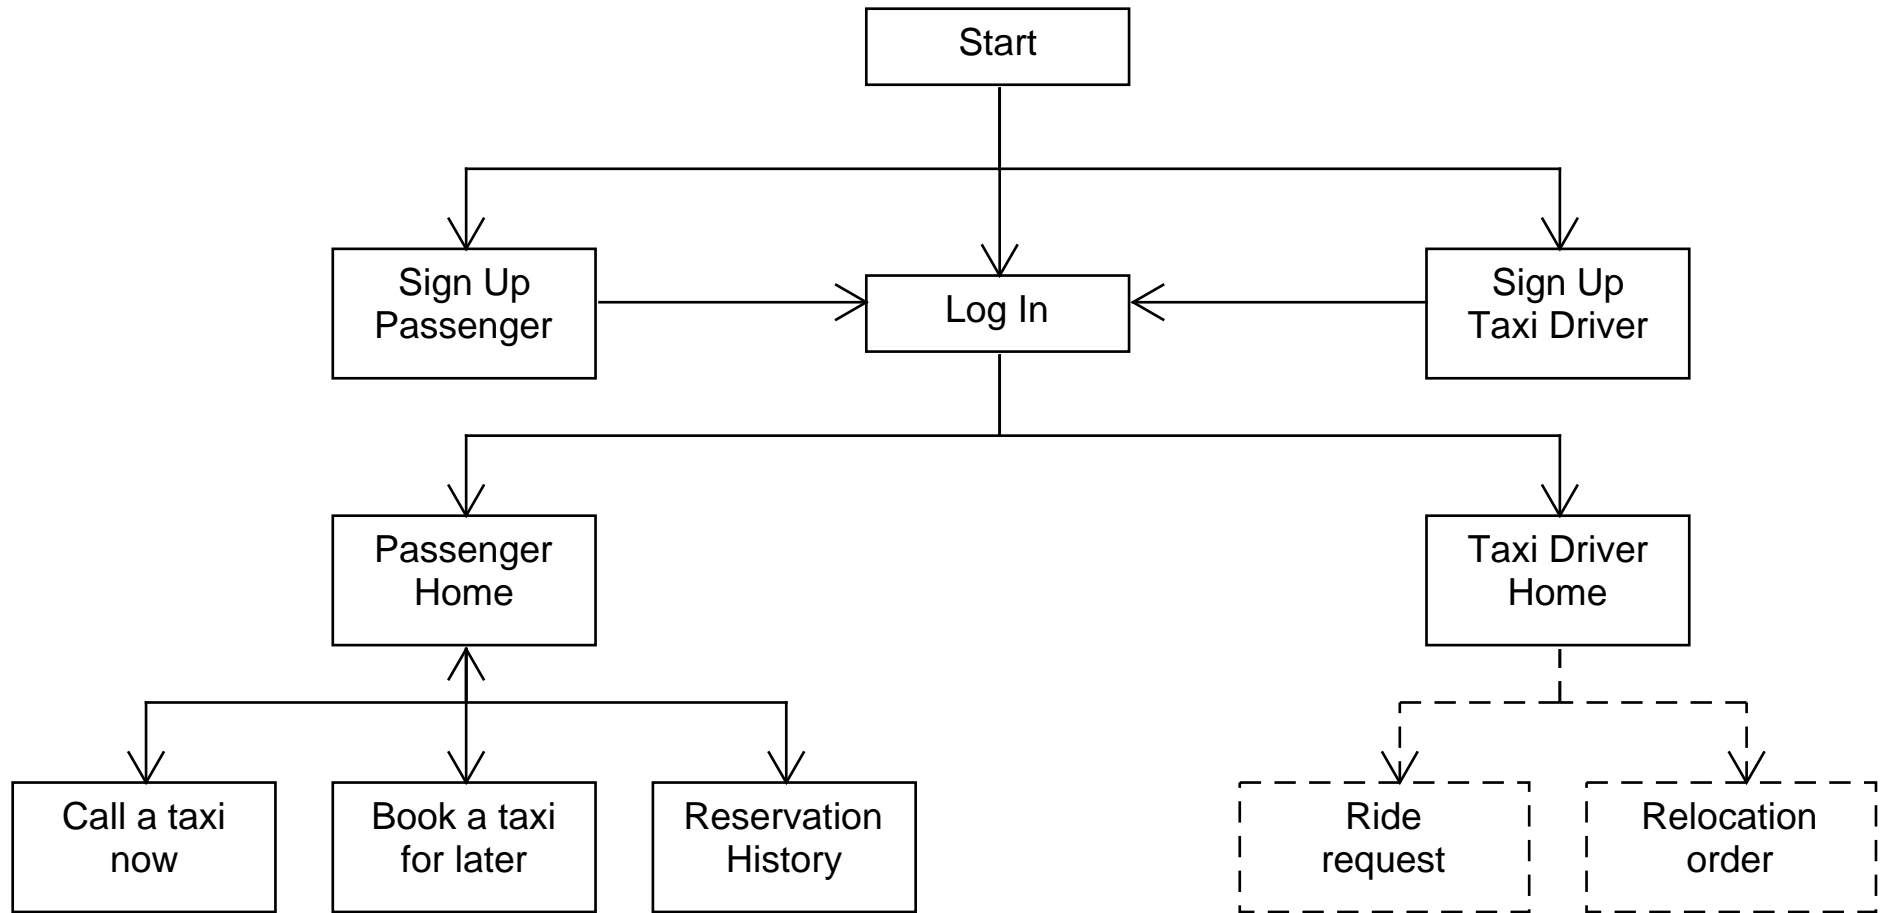 Start
Sign Up
Passenger
Log In
Sign Up
Taxi Driver
Passenger
Home
Taxi Driver
Home
Call a taxi
now
Book a taxi
for later
Reservation
History
Ride
request
Relocation
order